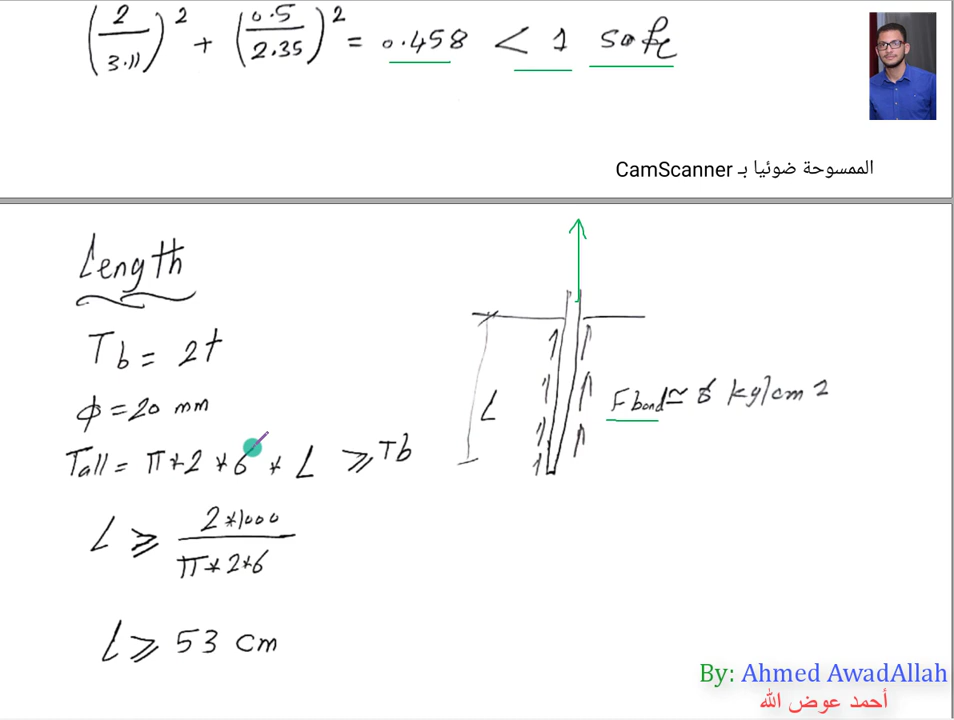 (2/3.11)^2 + (0.5/2.35)^2 = 0.458 < 1 safe
الممسوحة ضوئيا بـ CamScanner
Length
Tb = 2t
φ = 20 mm
Tall = π*2*6 * L ⩾ Tb
L ⩾ 2*1000 / π*2*6
L ⩾ 53 cm
L
Fbond ≃ 6 kg/cm2
By: Ahmed AwadAllah
أحمد عوض الله